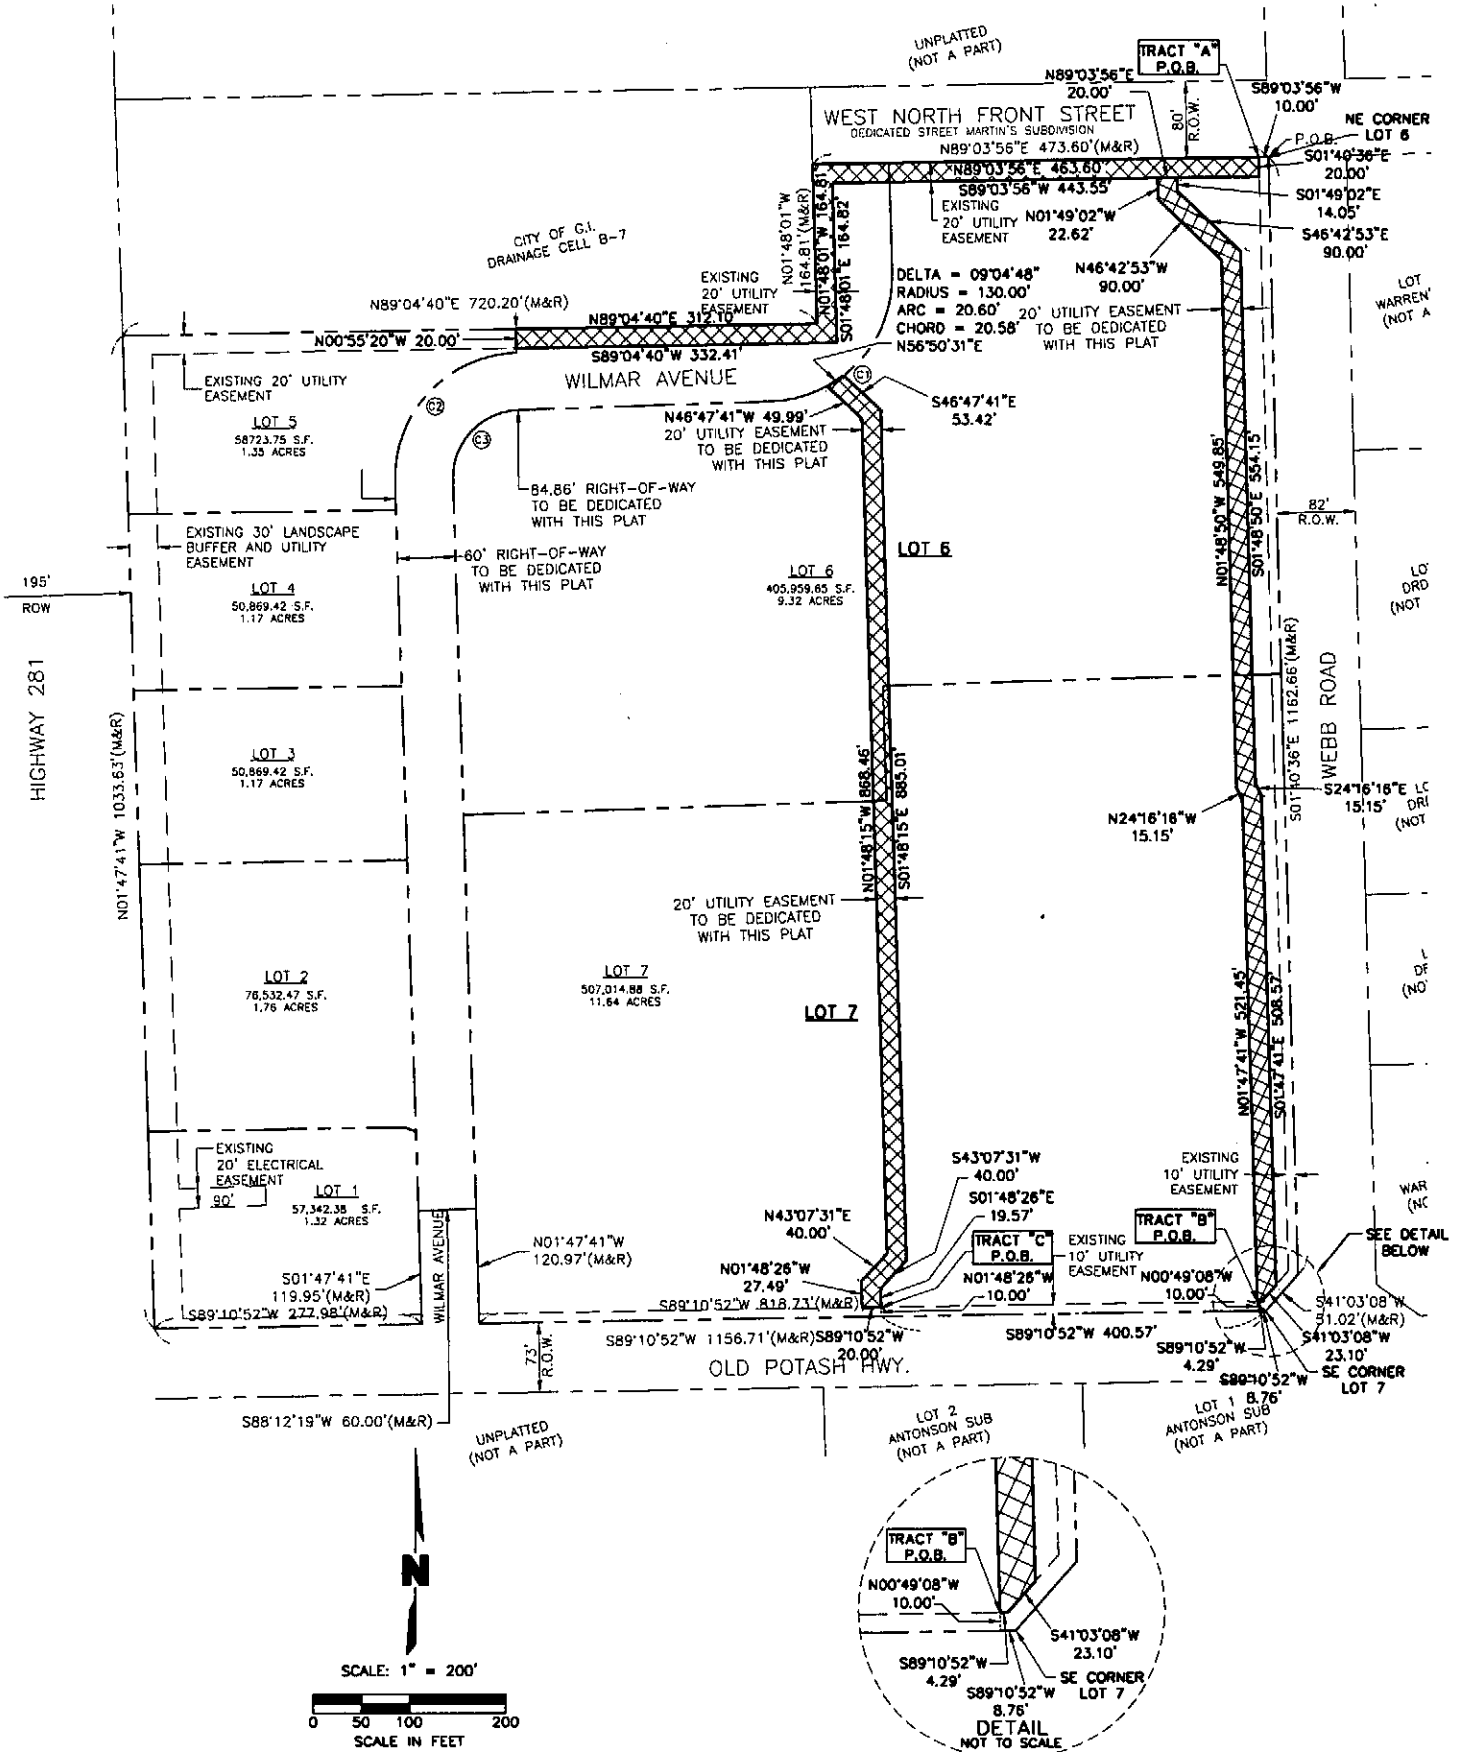 UNPLATTED
(NOT A PART)
TRACT "A"
P.O.B.
N89°03'56"E
20.00'
S89°03'56"W
10.00'
WEST NORTH FRONT STREET
DEDICATED STREET MARTIN'S SUBDIVISION
80'
R.O.W.
NE CORNER
LOT 6
P.O.B.
N89°03'56"E 473.60'(M&R)
N89°03'56"E 463.60'
S89°03'56"W 443.55'
S01°40'36"E
20.00'
S01°49'02"E
14.05'
EXISTING
20' UTILITY
EASEMENT
N01°49'02"W
22.62'
S46°42'53"E
90.00'
N46°42'53"W
90.00'
CITY OF G.I.
DRAINAGE CELL B-7
N01°48'01"W
164.81'(M&R)
N01°48'01"W 164.81'
S01°48'01"E 164.82'
EXISTING
20' UTILITY
EASEMENT
DELTA = 09°04'48"
RADIUS = 130.00'
ARC = 20.60'
CHORD = 20.58'
N56°50'31"E
20' UTILITY EASEMENT
TO BE DEDICATED
WITH THIS PLAT
LOT
(NOT A
N89°04'40"E 720.20'(M&R)
N89°04'40"E 312.10'
N00°55'20"W 20.00'
S89°04'40"W 332.41'
WILMAR AVENUE
EXISTING 20' UTILITY
EASEMENT
C1
C2
C3
S46°47'41"E
53.42'
N46°47'41"W 49.99'
20' UTILITY EASEMENT
TO BE DEDICATED
WITH THIS PLAT
LOT 5
58723.75 S.F.
1.35 ACRES
84.86' RIGHT-OF-WAY
TO BE DEDICATED
WITH THIS PLAT
N01°48'50"W 549.85'
S01°48'50"E 554.15'
82'
R.O.W.
EXISTING 30' LANDSCAPE
BUFFER AND UTILITY
EASEMENT
60' RIGHT-OF-WAY
TO BE DEDICATED
WITH THIS PLAT
LOT 6
LOT 6
405,959.65 S.F.
9.32 ACRES
195'
ROW
LOT 4
50,869.42 S.F.
1.17 ACRES
(NOT
HIGHWAY 281
WEBB ROAD
S01°40'36"E 1162.66'(M&R)
N01°47'41"W 1033.63'(M&R)
LOT 3
50,869.42 S.F.
1.17 ACRES
N01°48'15"W 868.46'
S01°48'15"E 885.01'
N24°16'18"W
15.15'
S24°16'18"E
15.15'
(NOT
20' UTILITY EASEMENT
TO BE DEDICATED
WITH THIS PLAT
LOT 2
76,532.47 S.F.
1.76 ACRES
LOT 7
507,014.88 S.F.
11.64 ACRES
LOT 7
N01°47'41"W 521.45'
S01°47'41"E 508.57'
EXISTING
20' ELECTRICAL
EASEMENT
90'
LOT 1
57,342.38 S.F.
1.32 ACRES
WILMAR AVENUE
S43°07'31"W
40.00'
S01°48'26"E
19.57'
N43°07'31"E
40.00'
TRACT "C"
P.O.B.
N01°48'26"W
27.49'
N01°48'26"W
10.00'
EXISTING
10' UTILITY
EASEMENT
EXISTING
10' UTILITY
EASEMENT
TRACT "B"
P.O.B.
SEE DETAIL
BELOW
N00°49'08"W
10.00'
N01°47'41"W
120.97'(M&R)
S01°47'41"E
119.95'(M&R)
S89°10'52"W 277.98'(M&R)
S89°10'52"W 818.73'(M&R)
S89°10'52"W 1156.71'(M&R)
S89°10'52"W
20.00'
S89°10'52"W 400.57'
S41°03'08"W
51.02'(M&R)
S41°03'08"W
23.10'
S89°10'52"W
4.29'
SE CORNER
LOT 7
S89°10'52"W
8.76'
73'
R.O.W.
OLD POTASH HWY.
S88°12'19"W 60.00'(M&R)
UNPLATTED
(NOT A PART)
LOT 2
ANTONSON SUB
(NOT A PART)
LOT 1
ANTONSON SUB
(NOT A PART)
TRACT "B"
P.O.B.
N00°49'08"W
10.00'
S41°03'08"W
23.10'
S89°10'52"W
4.29'
SE CORNER
LOT 7
S89°10'52"W
8.76'
DETAIL
NOT TO SCALE
N
SCALE: 1" = 200'
0 50 100 200
SCALE IN FEET